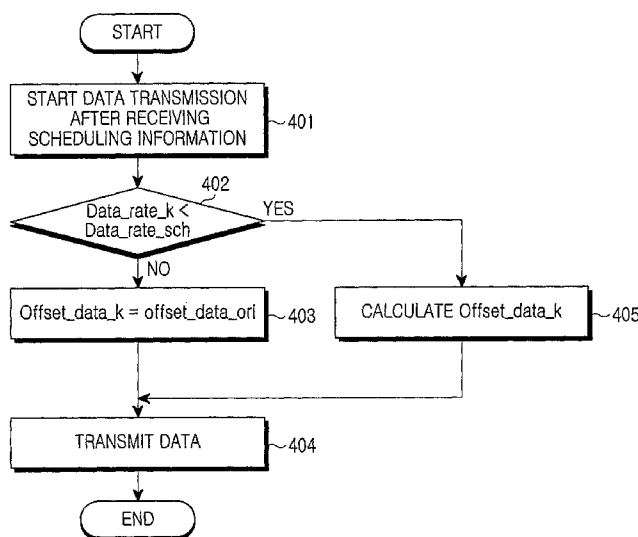 START
START DATA TRANSMISSION
AFTER RECEIVING
SCHEDULING INFORMATION
401
402
Data_rate_k <
Data_rate_sch
YES
NO
Offset_data_k = offset_data_ori
403
CALCULATE Offset_data_k
405
TRANSMIT DATA
404
END